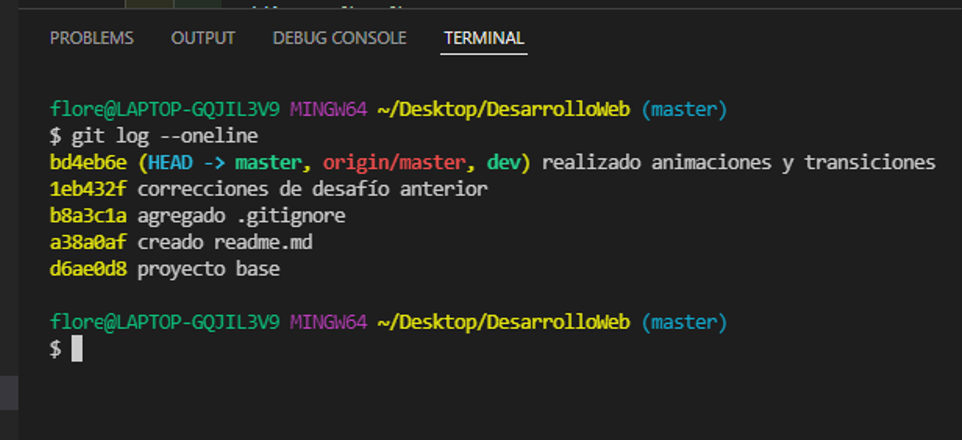 PROBLEMS OUTPUT DEBUG CONSOLE TERMINAL
flore@LAPTOP-GQJIL3V9 MINGW64 ~/Desktop/DesarrolloWeb (master)
$ git log --oneline
bd4eb6e (HEAD -> master, origin/master, dev) realizado animaciones y transiciones
1eb432f correcciones de desafío anterior
b8a3c1a agregado .gitignore
a38a0af creado readme.md
d6ae0d8 proyecto base
flore@LAPTOP-GQJIL3V9 MINGW64 ~/Desktop/DesarrolloWeb (master)
$